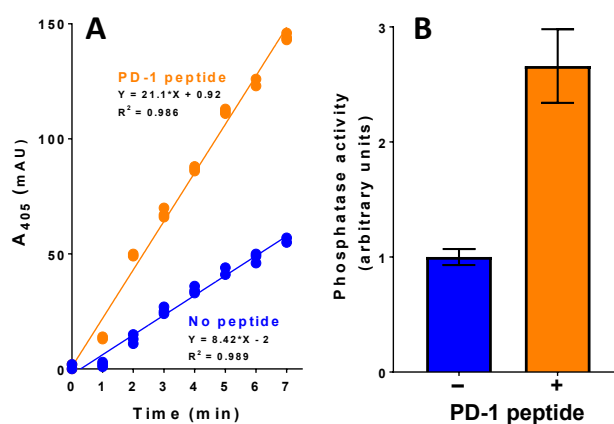 A
150
100
50
0
A405 (mAU)
PD-1 peptide
Y = 21.1*X + 0.92
R² = 0.986
No peptide
Y = 8.42*X - 2
R² = 0.989
0 1 2 3 4 5 6 7
Time (min)
B
3
2
1
0
Phosphatase activity
(arbitrary units)
– +
PD-1 peptide